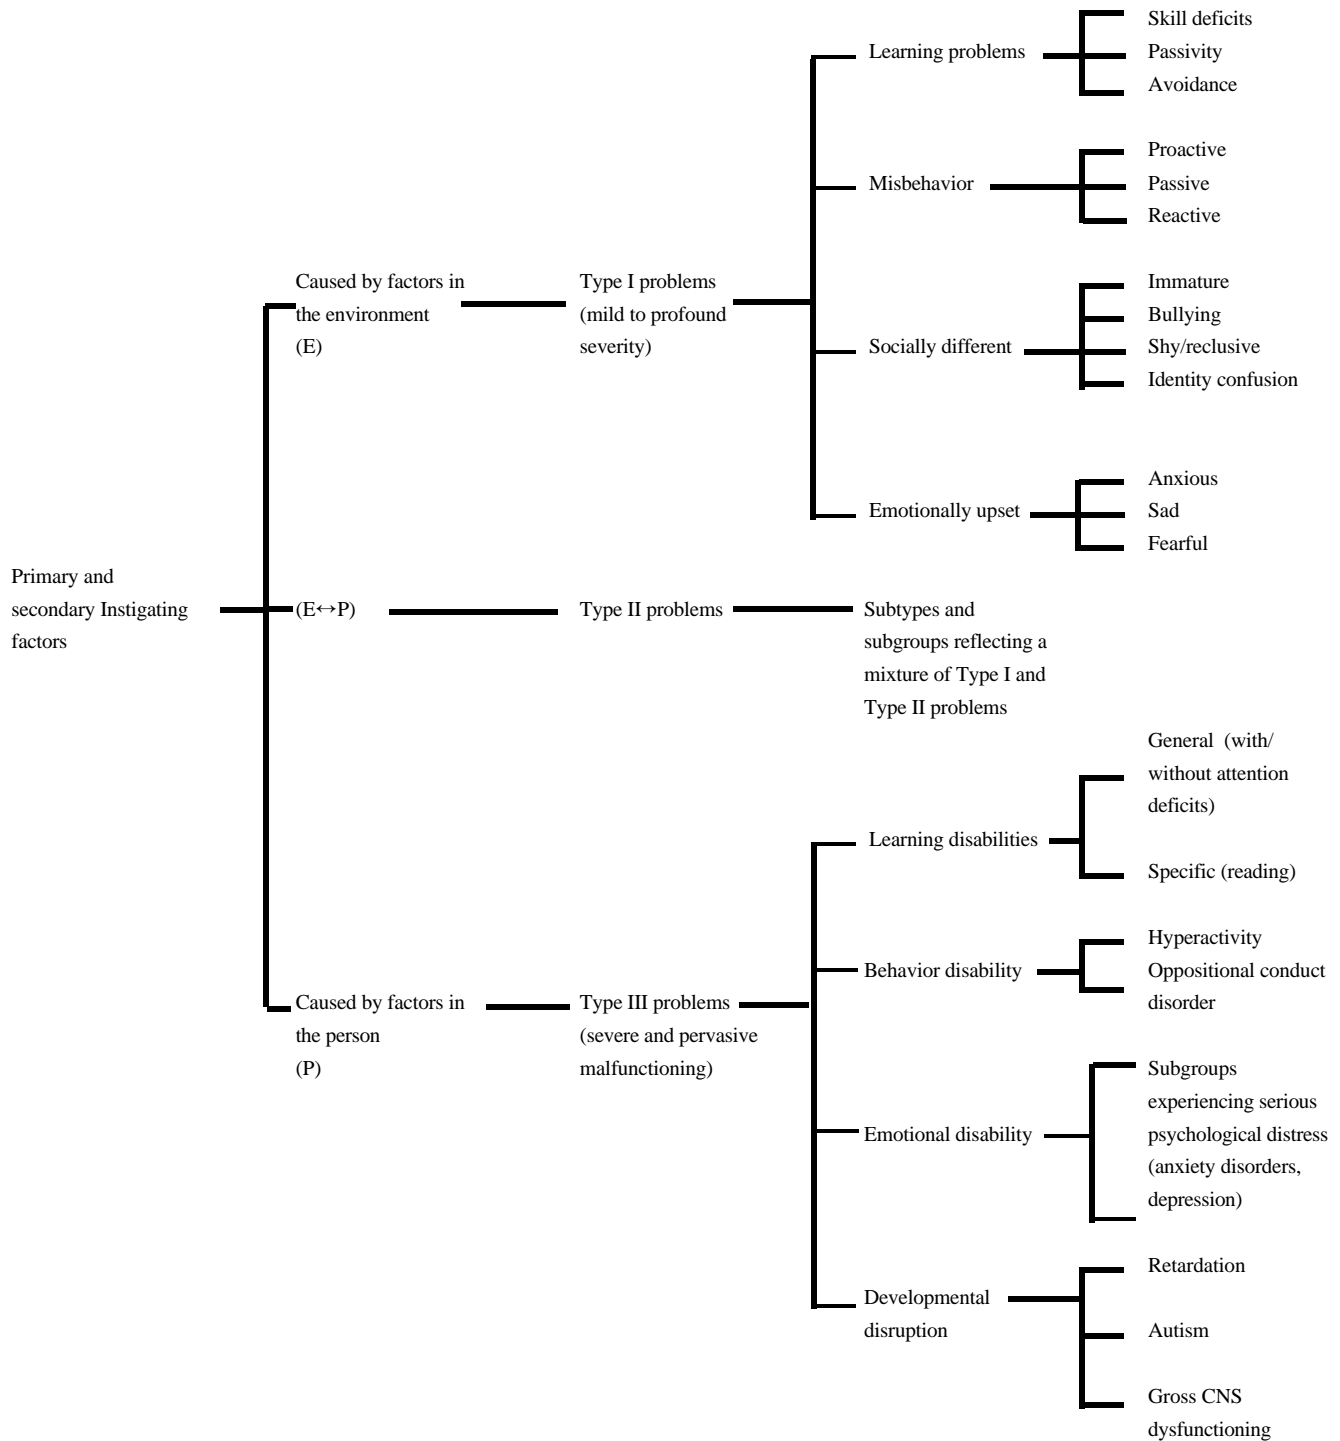 Primary and
secondary Instigating
factors
Caused by factors in
the environment
(E)
Type I problems
(mild to profound
severity)
Learning problems
Skill deficits
Passivity
Avoidance
Misbehavior
Proactive
Passive
Reactive
Socially different
Immature
Bullying
Shy/reclusive
Identity confusion
Emotionally upset
Anxious
Sad
Fearful
(E↔P)
Type II problems
Subtypes and
subgroups reflecting a
mixture of Type I and
Type II problems
Caused by factors in
the person
(P)
Type III problems
(severe and pervasive
malfunctioning)
Learning disabilities
General (with/
without attention
deficits)
Specific (reading)
Behavior disability
Hyperactivity
Oppositional conduct
disorder
Emotional disability
Subgroups
experiencing serious
psychological distress
(anxiety disorders,
depression)
Developmental
disruption
Retardation
Autism
Gross CNS
dysfunctioning